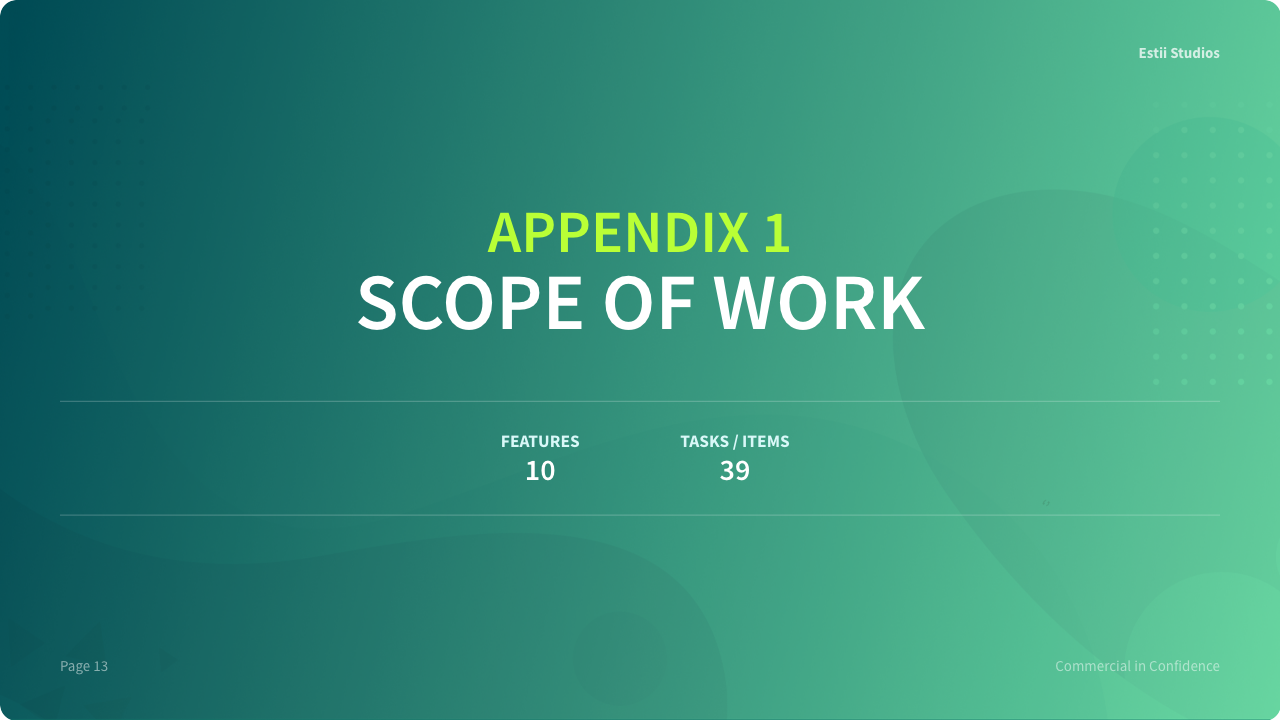 Estii Studios
APPENDIX 1
SCOPE OF WORK
FEATURES
10
TASKS / ITEMS
39
Page 13
Commercial in Confidence